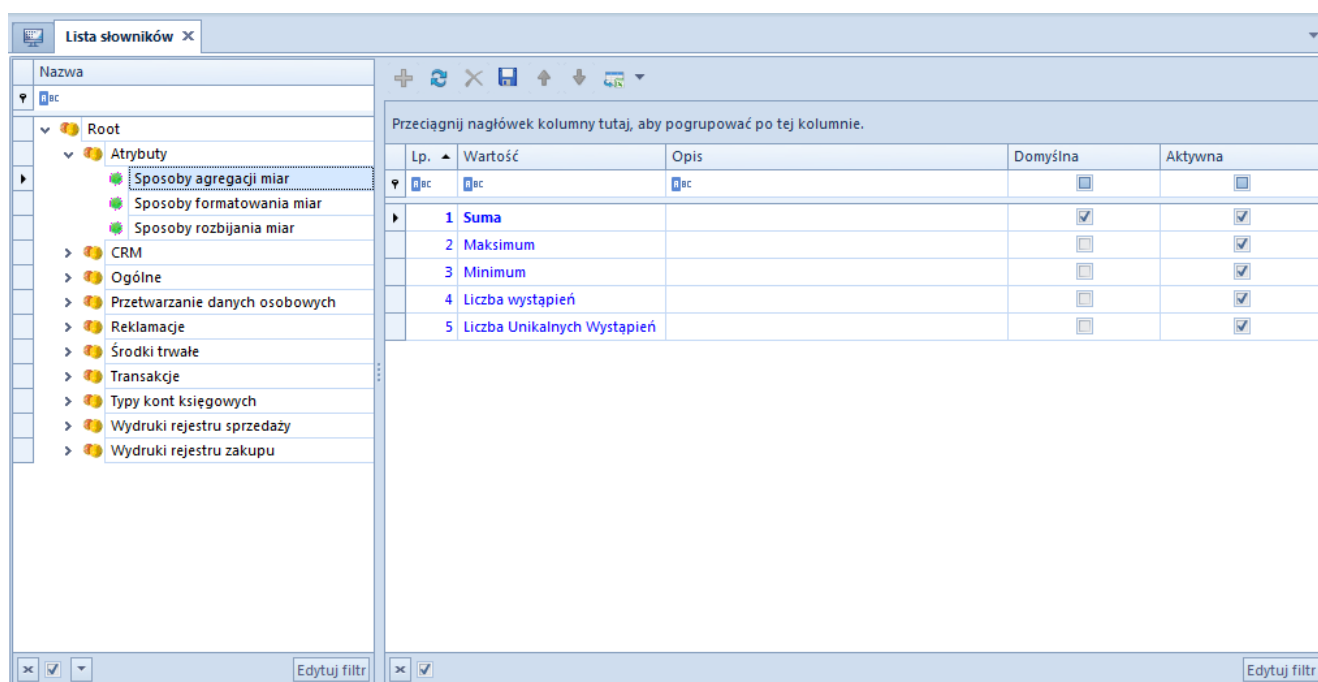 Lista słowników
Nazwa
Root
Atrybuty
Sposoby agregacji miar
Sposoby formatowania miar
Sposoby rozbijania miar
CRM
Ogólne
Przetwarzanie danych osobowych
Reklamacje
Środki trwałe
Transakcje
Typy kont księgowych
Wydruki rejestru sprzedaży
Wydruki rejestru zakupu
Edytuj filtr
Przeciągnij nagłówek kolumny tutaj, aby pogrupować po tej kolumnie.
Lp. Wartość Opis Domyślna Aktywna
1 Suma
2 Maksimum
3 Minimum
4 Liczba wystąpień
5 Liczba Unikalnych Wystąpień
Edytuj filtr